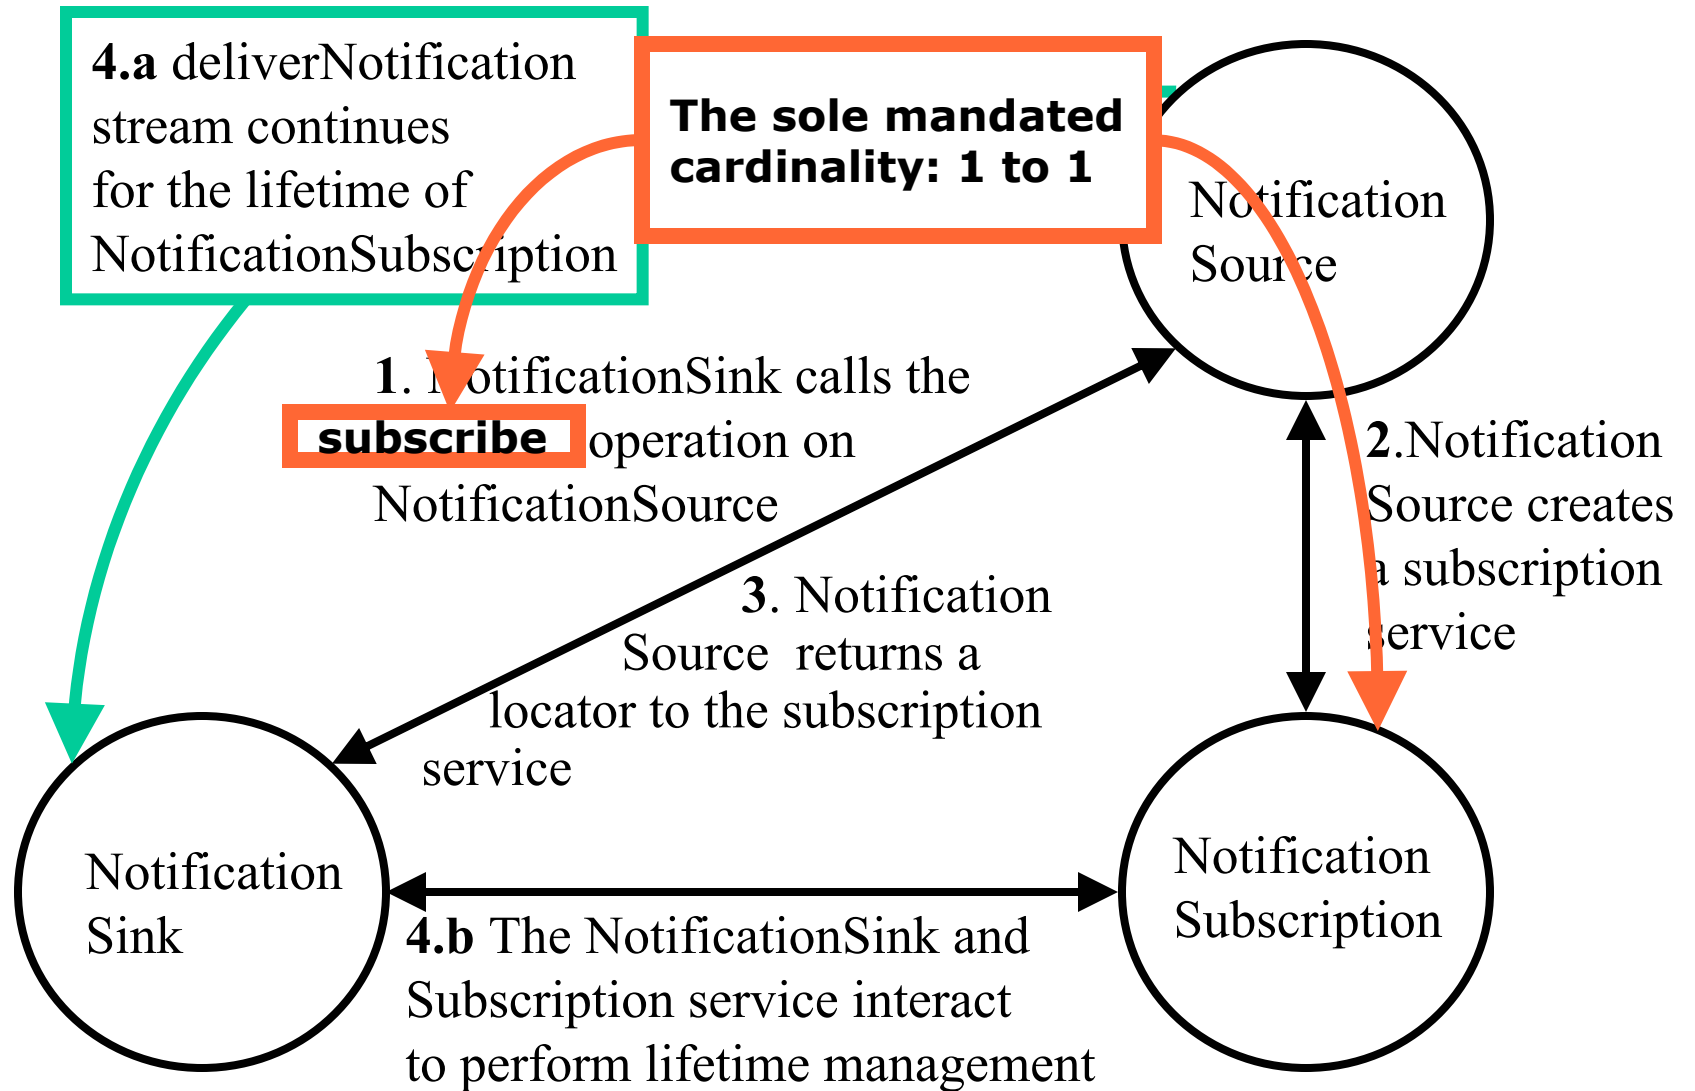 4.a deliverNotification
stream continues
for the lifetime of
NotificationSubscription
The sole mandated
cardinality: 1 to 1
Notification
Source
1. NotificationSink calls the
subscribe operation on
NotificationSource
2.Notification
Source creates
a subscription
service
3. Notification
Source returns a
locator to the subscription
service
Notification
Sink
Notification
Subscription
4.b The NotificationSink and
Subscription service interact
to perform lifetime management